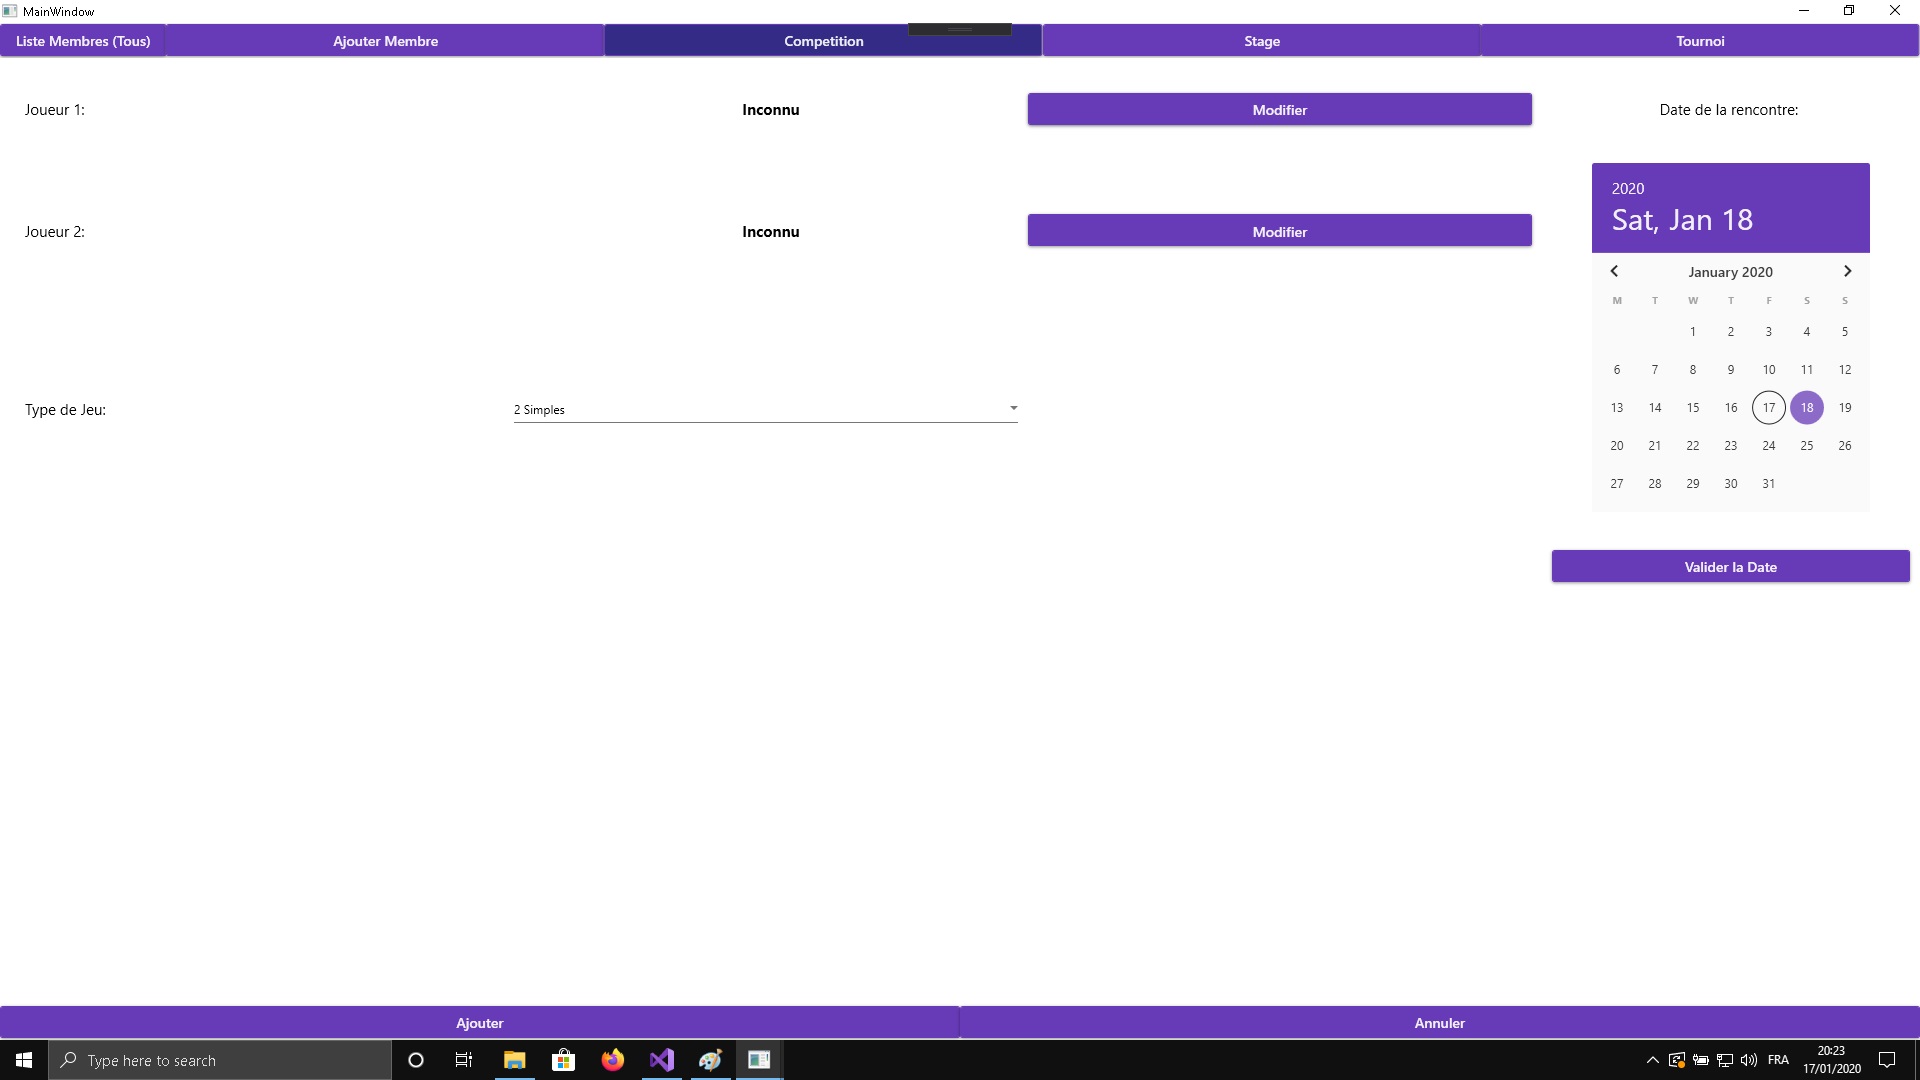 MainWindow
Liste Membres (Tous) Ajouter Membre Competition Stage Tournoi
Joueur 1: Inconnu Modifier Date de la rencontre:
2020
Sat, Jan 18
Joueur 2: Inconnu Modifier
January 2020
M T W T F S S
1 2 3 4 5
6 7 8 9 10 11 12
13 14 15 16 17 18 19
Type de Jeu: 2 Simples
20 21 22 23 24 25 26
27 28 29 30 31
Valider la Date
Ajouter Annuler
Type here to search
FRA
20:23
17/01/2020